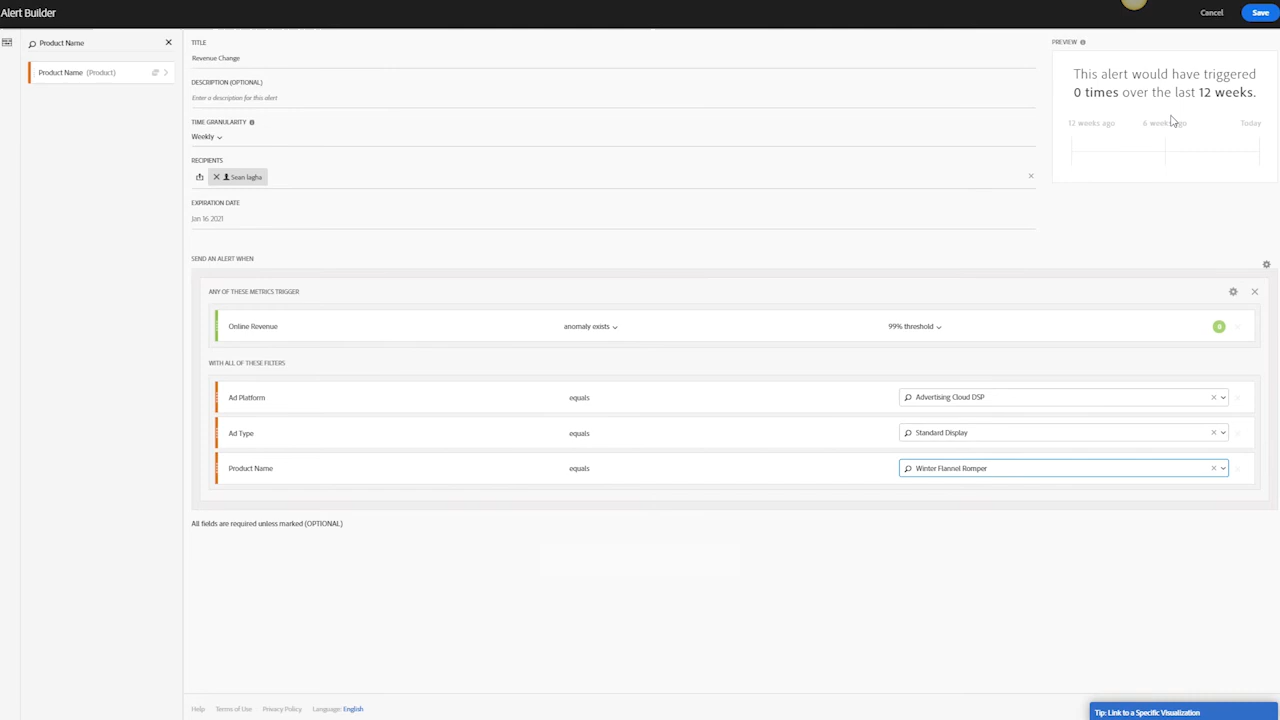 Alert Builder
Cancel
Save
Product Name
Product Name (Product)
TITLE
Revenue Change
DESCRIPTION (OPTIONAL)
Enter a description for this alert
TIME GRANULARITY
Weekly
RECIPIENTS
Sean lagha
EXPIRATION DATE
Jan 16 2021
PREVIEW
This alert would have triggered
0 times over the last 12 weeks.
12 weeks ago 6 weeks ago Today
SEND AN ALERT WHEN
ANY OF THESE METRICS TRIGGER
Online Revenue anomaly exists 99% threshold 0
WITH ALL OF THESE FILTERS
Ad Platform equals Advertising Cloud DSP
Ad Type equals Standard Display
Product Name equals Winter Flannel Romper
All fields are required unless marked (OPTIONAL)
Help Terms of Use Privacy Policy Language: English
Tip: Link to a Specific Visualization